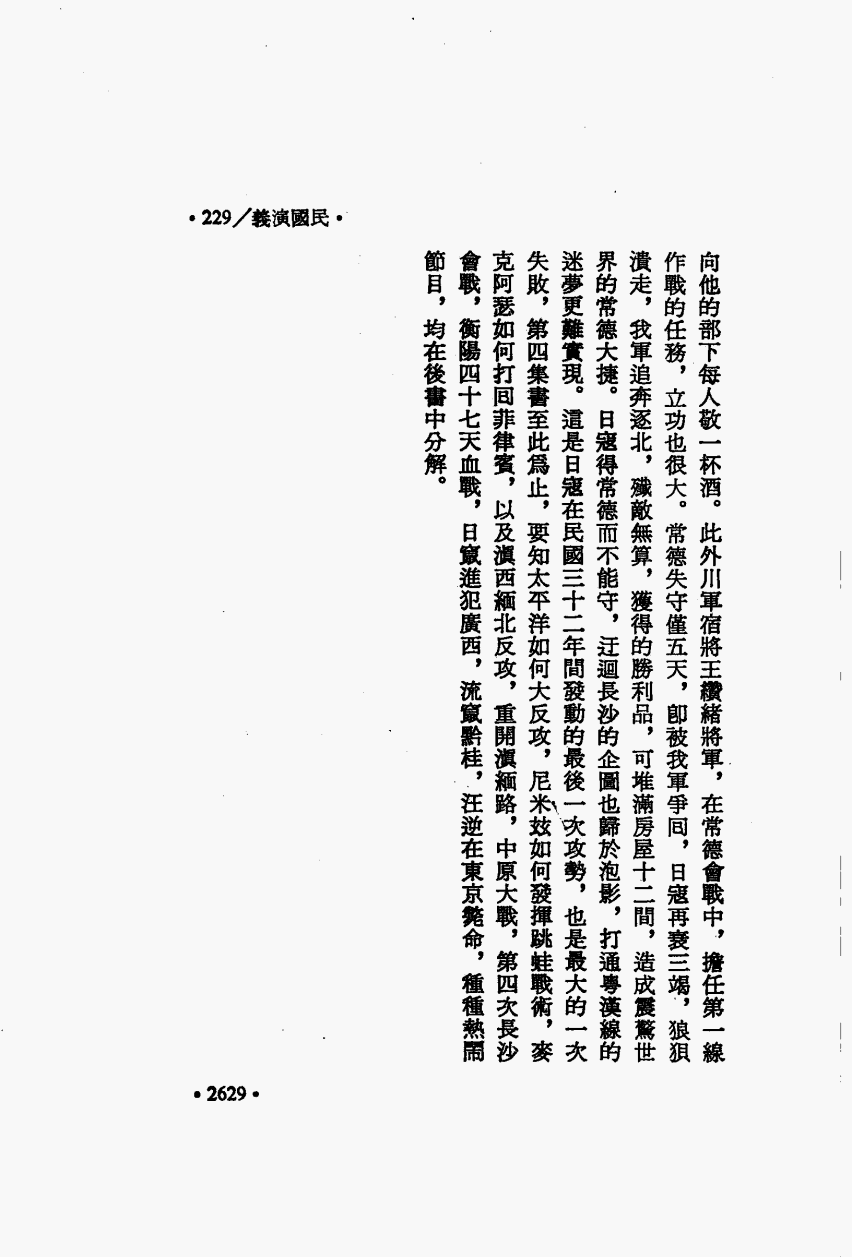 •229／義演國民•
向他的部下每人敬一杯酒。此外川軍宿將王纘緒將軍，在常德會戰中，擔任第一線
作戰的任務，立功也很大。常德失守僅五天，卽被我軍爭囘，日寇再衰三竭，狼狽
潰走，我軍追奔逐北，殲敵無算，獲得的勝利品，可堆滿房屋十二間，造成震驚世
界的常德大捷。日寇得常德而不能守，迂迴長沙的企圖也歸於泡影，打通粵漢線的
迷夢更難實現。這是日寇在民國三十二年間發動的最後一次攻勢，也是最大的一次
失敗，第四集書至此爲止，要知太平洋如何大反攻，尼米玆如何發揮跳蛙戰術，麥
克阿瑟如何打囘菲律賓，以及滇西緬北反攻，重開滇緬路，中原大戰，第四次長沙
會戰，衡陽四十七天血戰，日竄進犯廣西，流竄黔桂，汪逆在東京斃命，種種熱鬧
節目，均在後書中分解。
•2629•